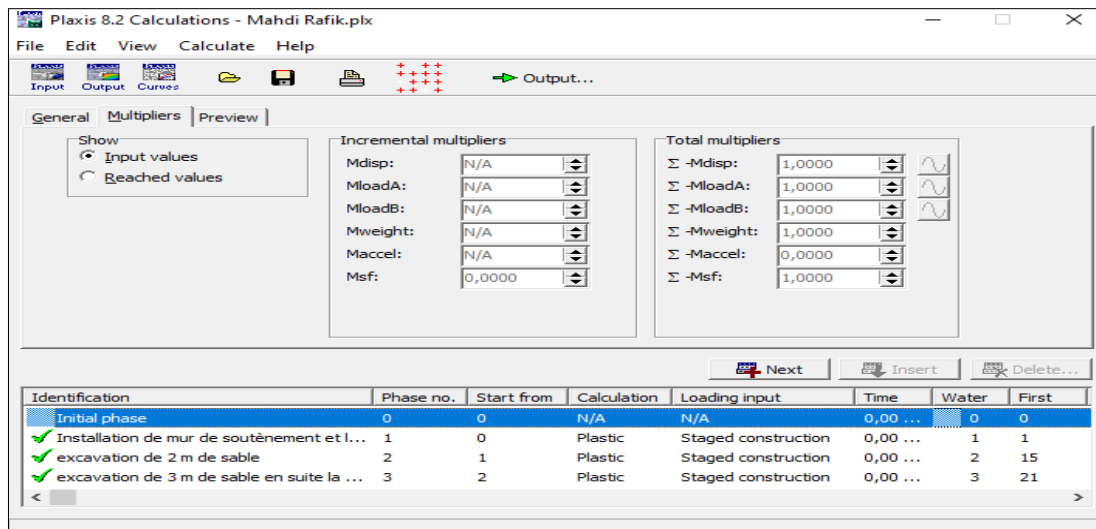 Plaxis 8.2 Calculations - Mahdi Rafik.plx
File Edit View Calculate Help
Input Output Curves Output...
General Multipliers Preview
Show
Input values
Reached values
Incremental multipliers
Mdisp: N/A
MloadA: N/A
MloadB: N/A
Mweight: N/A
Maccel: N/A
Msf: 0,0000
Total multipliers
Σ -Mdisp: 1,0000
Σ -MloadA: 1,0000
Σ -MloadB: 1,0000
Σ -Mweight: 1,0000
Σ -Maccel: 0,0000
Σ -Msf: 1,0000
Next Insert Delete...
Identification Phase no. Start from Calculation Loading input Time Water First
Initial phase 0 0 N/A N/A 0,00 ... 0 0
Installation de mur de soutènement et l... 1 0 Plastic Staged construction 0,00 ... 1 1
excavation de 2 m de sable 2 1 Plastic Staged construction 0,00 ... 2 15
excavation de 3 m de sable en suite la ... 3 2 Plastic Staged construction 0,00 ... 3 21